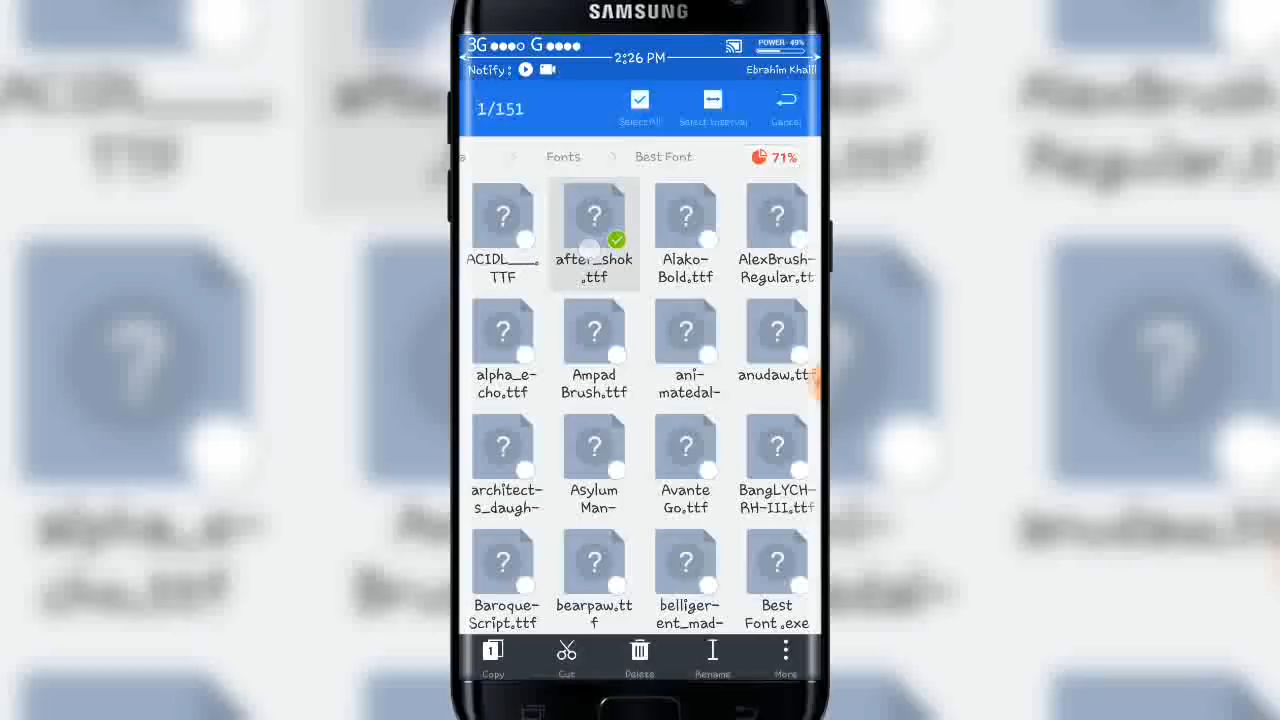 SAMSUNG
3G G POWER - 49%
2:26 PM
Notify: Ebrahim Khalil
1/151
Select All Select Interval Cancel
Fonts > Best Font 71%
ACIDL____.TTF
after_shok.ttf
Alako-Bold.ttf
AlexBrush-Regular.tt
alpha_e-cho.ttf
Ampad Brush.ttf
ani-matedal-
anudaw.ttf
architect-s_daugh-
Asylum Man-
Avante Go.ttf
BangLYCH-RH-III.ttf
Baroque-Script.ttf
bearpaw.ttf
belliger-ent_mad-
Best Font .exe
1
Copy Cut Delete Rename More